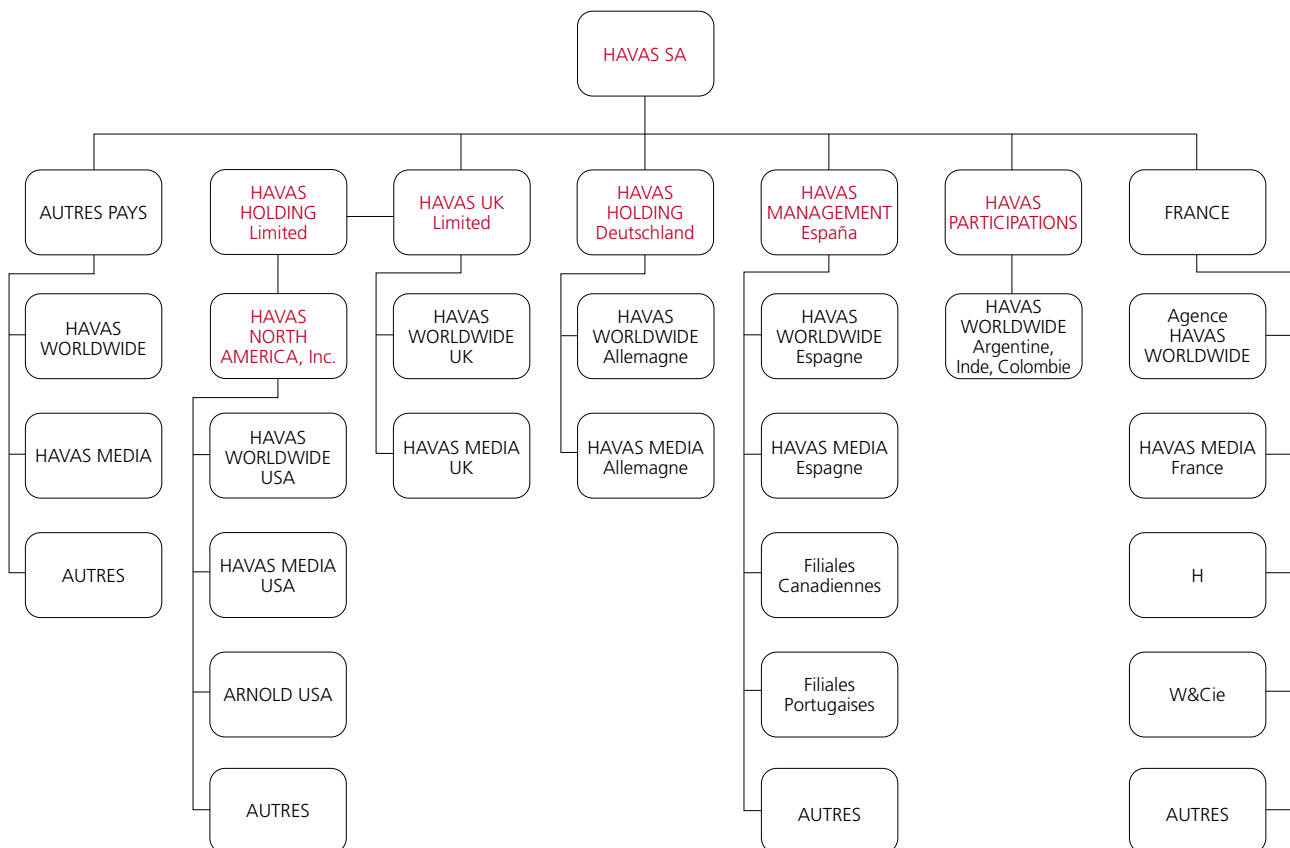 HAVAS SA
AUTRES PAYS
HAVAS
HOLDING
Limited
HAVAS UK
Limited
HAVAS
HOLDING
Deutschland
HAVAS
MANAGEMENT
España
HAVAS
PARTICIPATIONS
FRANCE
HAVAS
WORLDWIDE
HAVAS
NORTH
AMERICA, Inc.
HAVAS
WORLDWIDE
UK
HAVAS
WORLDWIDE
Allemagne
HAVAS
WORLDWIDE
Espagne
HAVAS
WORLDWIDE
Argentine,
Inde, Colombie
Agence
HAVAS
WORLDWIDE
HAVAS MEDIA
HAVAS
WORLDWIDE
USA
HAVAS MEDIA
UK
HAVAS MEDIA
Allemagne
HAVAS MEDIA
Espagne
HAVAS MEDIA
France
AUTRES
HAVAS MEDIA
USA
Filiales
Canadiennes
H
ARNOLD USA
Filiales
Portugaises
W&Cie
AUTRES
AUTRES
AUTRES